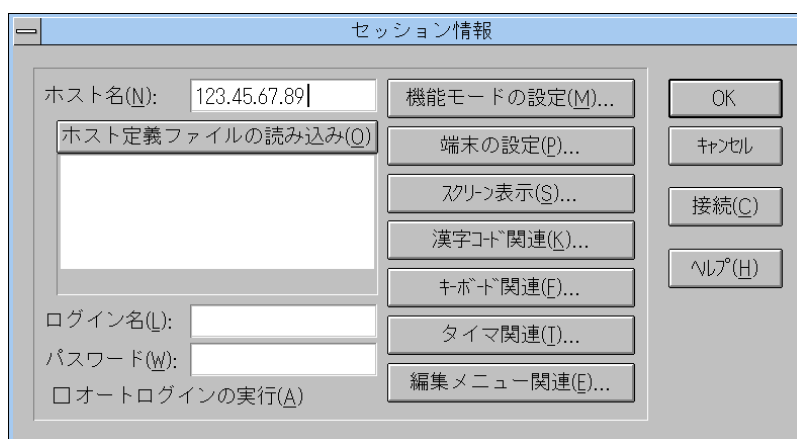 セッション情報
ホスト名(N): 123.45.67.89
ホスト定義ファイルの読み込み(O)
ログイン名(L):
パスワード(W):
オートログインの実行(A)
機能モードの設定(M)...
端末の設定(P)...
ｽｸﾘｰﾝ表示(S)...
漢字ｺｰﾄﾞ関連(K)...
ｷｰﾎﾞｰﾄﾞ関連(F)...
タイマ関連(T)...
編集メニュー関連(E)...
OK
ｷｬﾝｾﾙ
接続(C)
ﾍﾙﾌﾟ(H)